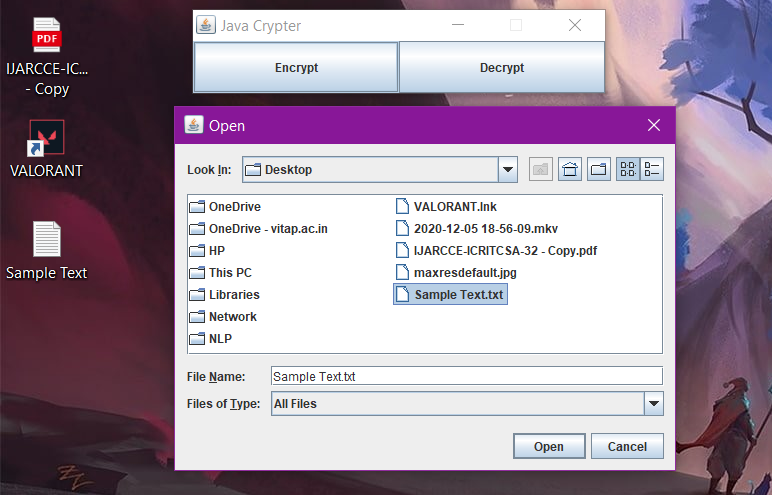 PDF
IJARCCE-IC...
- Copy
VALORANT
Sample Text
Java Crypter
Encrypt
Decrypt
Open
Look In:
Desktop
OneDrive
OneDrive - vitap.ac.in
HP
This PC
Libraries
Network
NLP
VALORANT.lnk
2020-12-05 18-56-09.mkv
IJARCCE-ICRITCSA-32 - Copy.pdf
maxresdefault.jpg
Sample Text.txt
File Name:
Sample Text.txt
Files of Type:
All Files
Open
Cancel